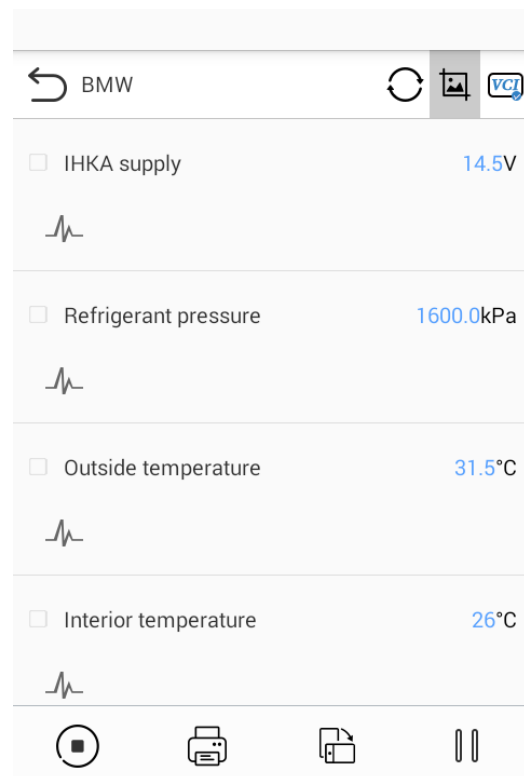 BMW
VCI
IHKA supply 14.5V
Refrigerant pressure 1600.0kPa
Outside temperature 31.5°C
Interior temperature 26°C